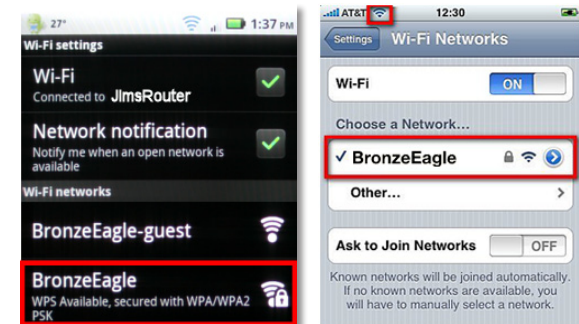 27°
1:37 PM
Wi-Fi settings
Wi-Fi
Connected to JimsRouter
Network notification
Notify me when an open network is
available
Wi-Fi networks
BronzeEagle-guest
BronzeEagle
WPS Available, secured with WPA/WPA2
PSK
AT&T
12:30
Settings
Wi-Fi Networks
Wi-Fi
ON
Choose a Network...
✓ BronzeEagle
Other...
Ask to Join Networks
OFF
Known networks will be joined automatically.
If no known networks are available, you
will have to manually select a network.